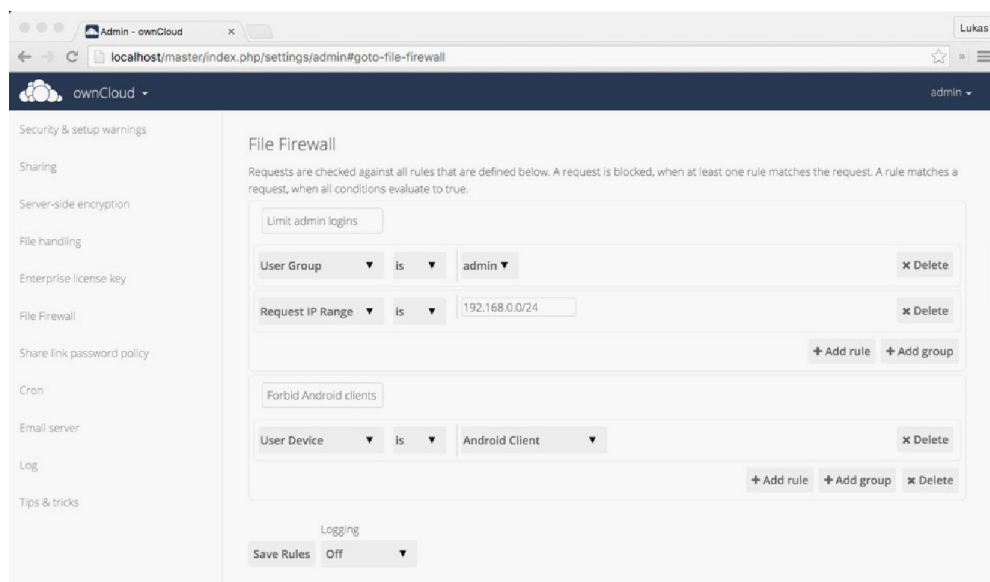 Admin - ownCloud
Lukas
localhost/master/index.php/settings/admin#goto-file-firewall
ownCloud
admin
Security & setup warnings
Sharing
Server-side encryption
File handling
Enterprise license key
File Firewall
Share link password policy
Cron
Email server
Log
Tips & tricks
File Firewall
Requests are checked against all rules that are defined below. A request is blocked, when at least one rule matches the request. A rule matches a
request, when all conditions evaluate to true.
Limit admin logins
User Group is admin Delete
Request IP Range is 192.168.0.0/24 Delete
+ Add rule + Add group
Forbid Android clients
User Device is Android Client Delete
+ Add rule + Add group Delete
Logging
Save Rules Off